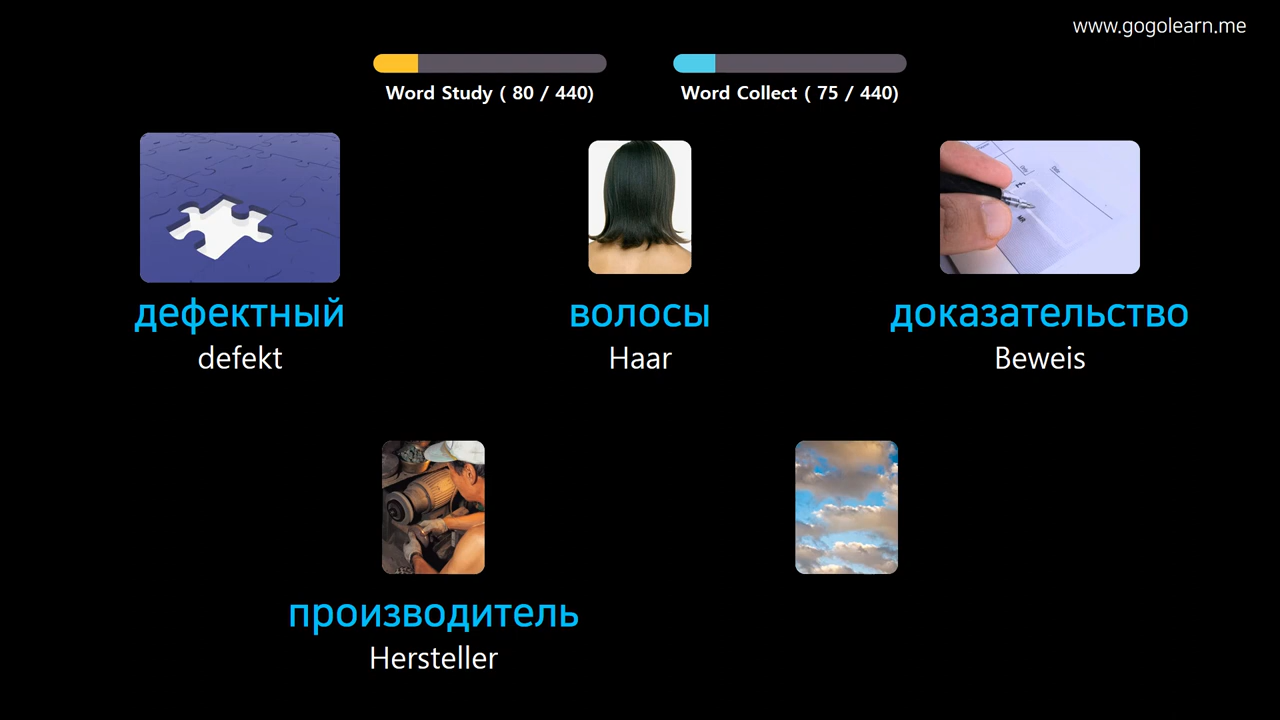 www.gogolearn.me
Word Study ( 80 / 440)
Word Collect ( 75 / 440)
дефектный
defekt
волосы
Haar
доказательство
Beweis
производитель
Hersteller